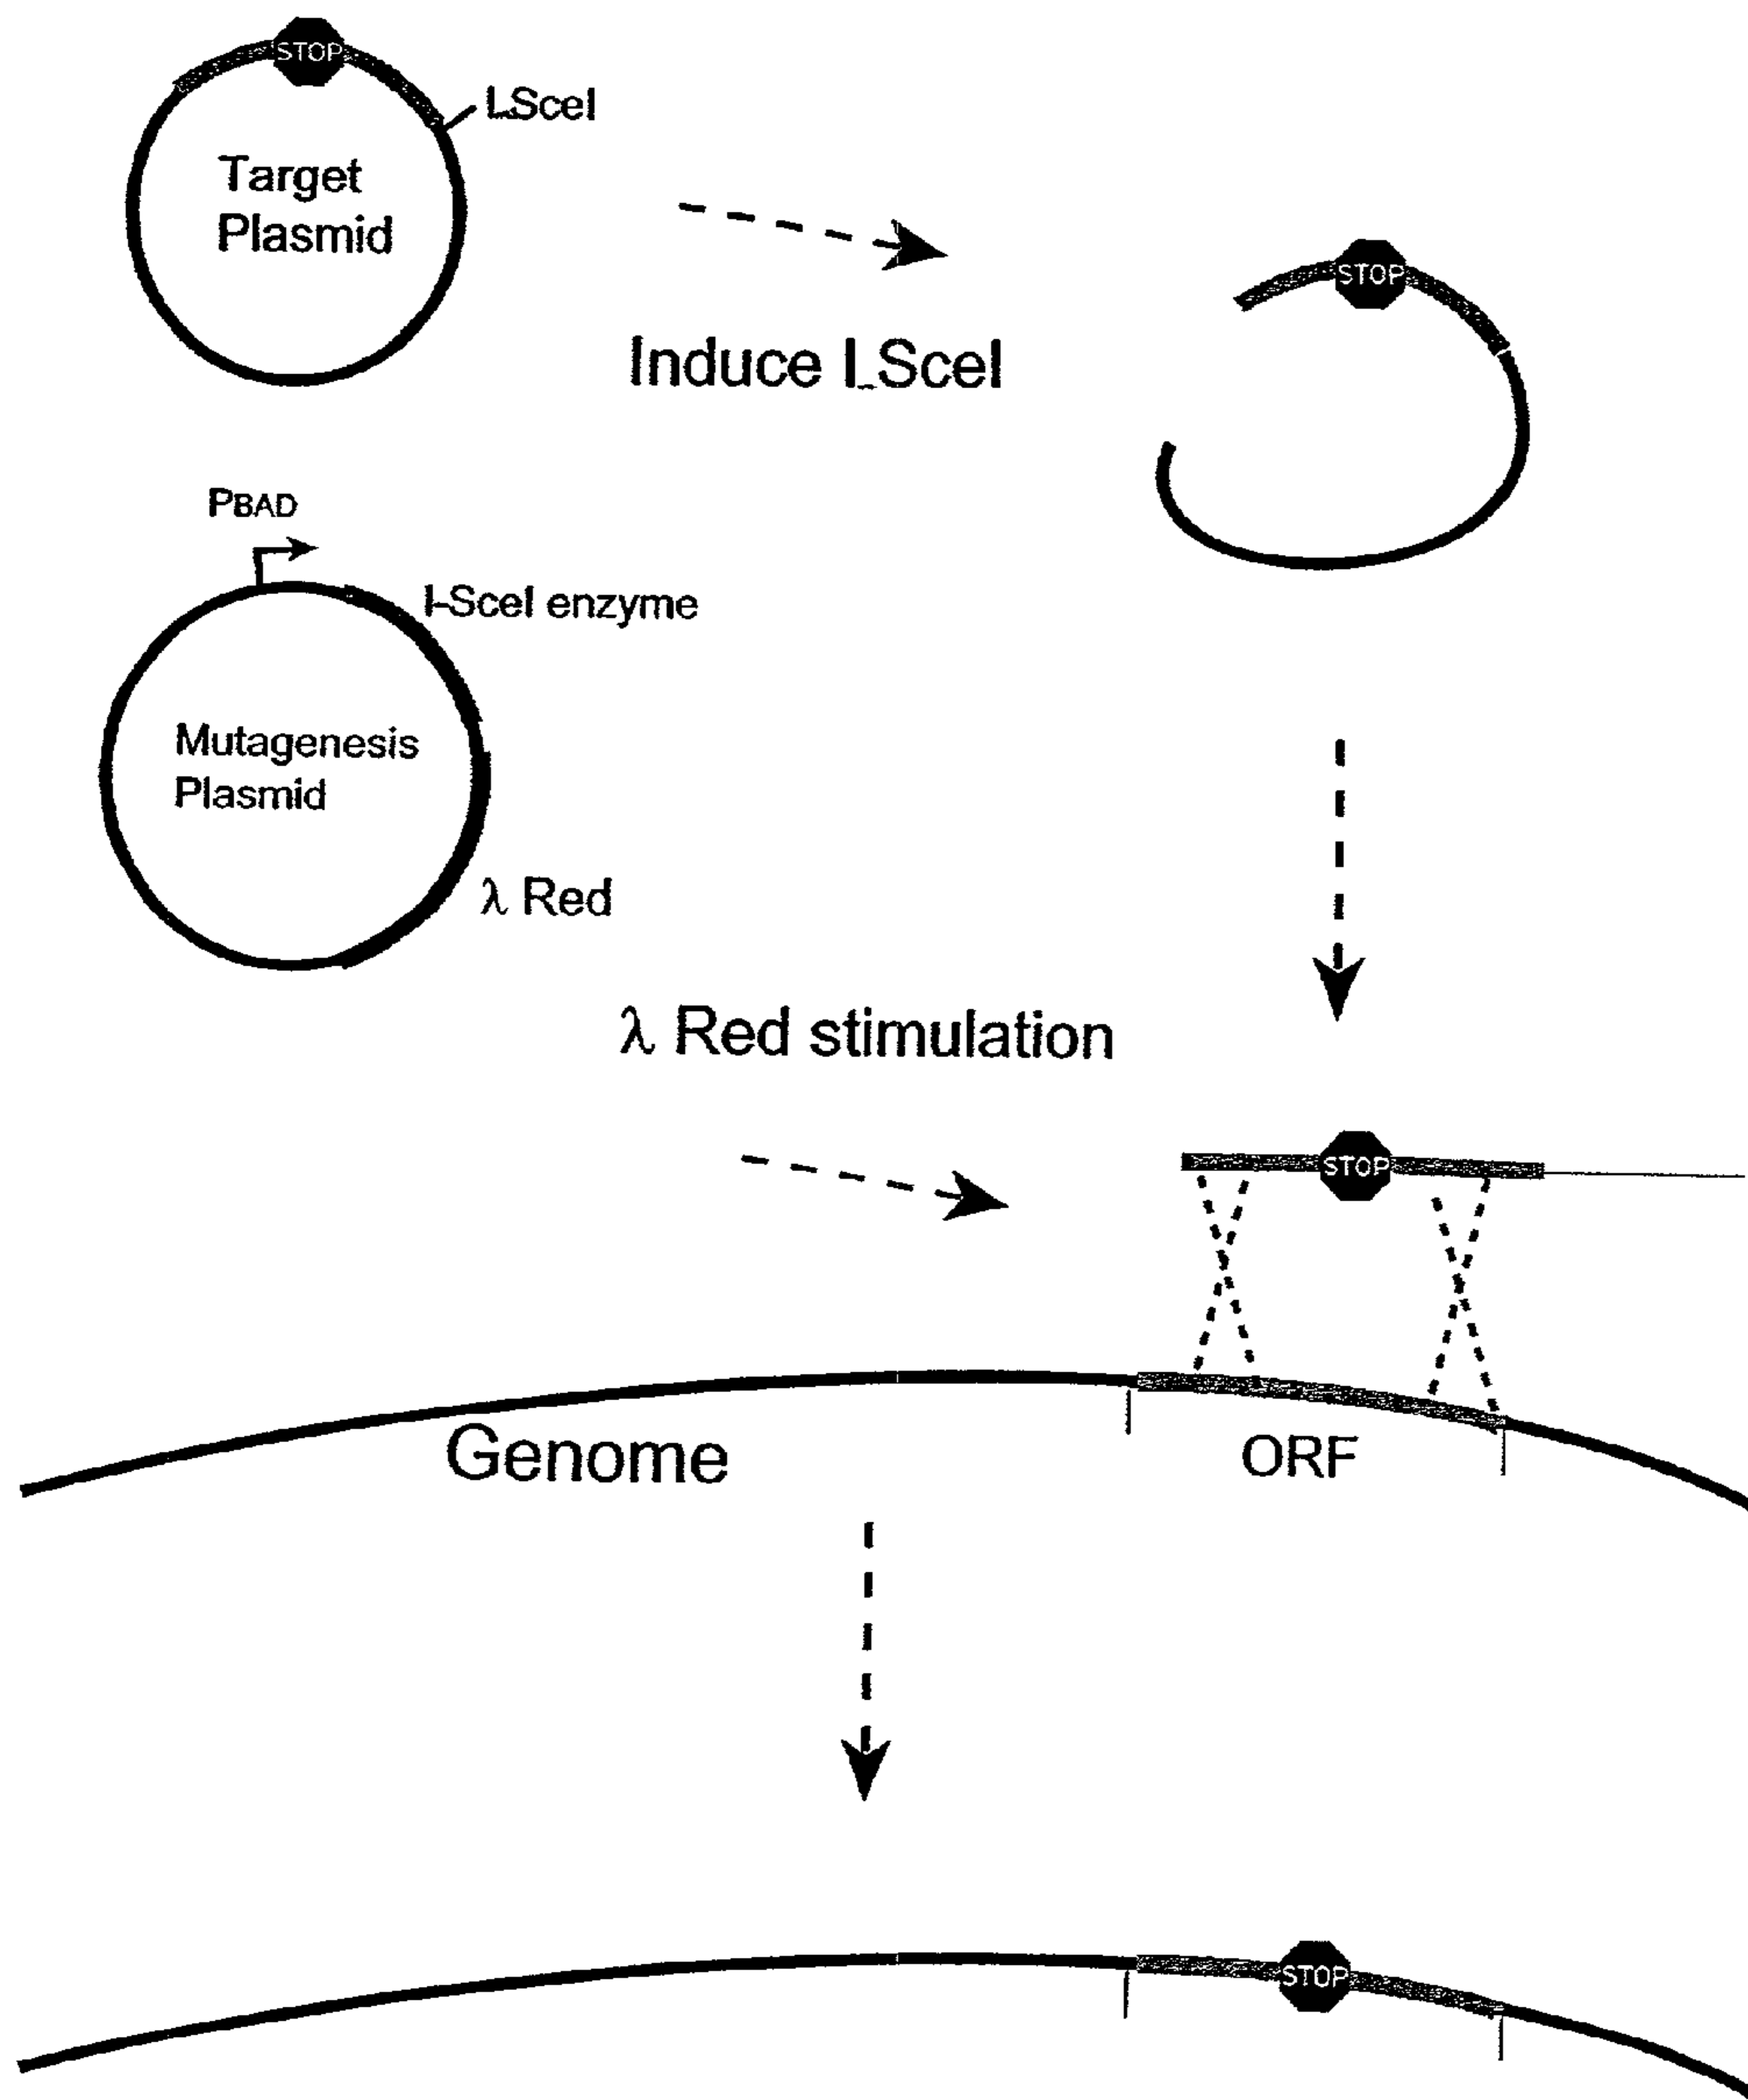 STOP
I-SceI
Target
Plasmid
STOP
Induce I-SceI
PBAD
I-SceI enzyme
Mutagenesis
Plasmid
λ Red
λ Red stimulation
STOP
Genome
ORF
STOP